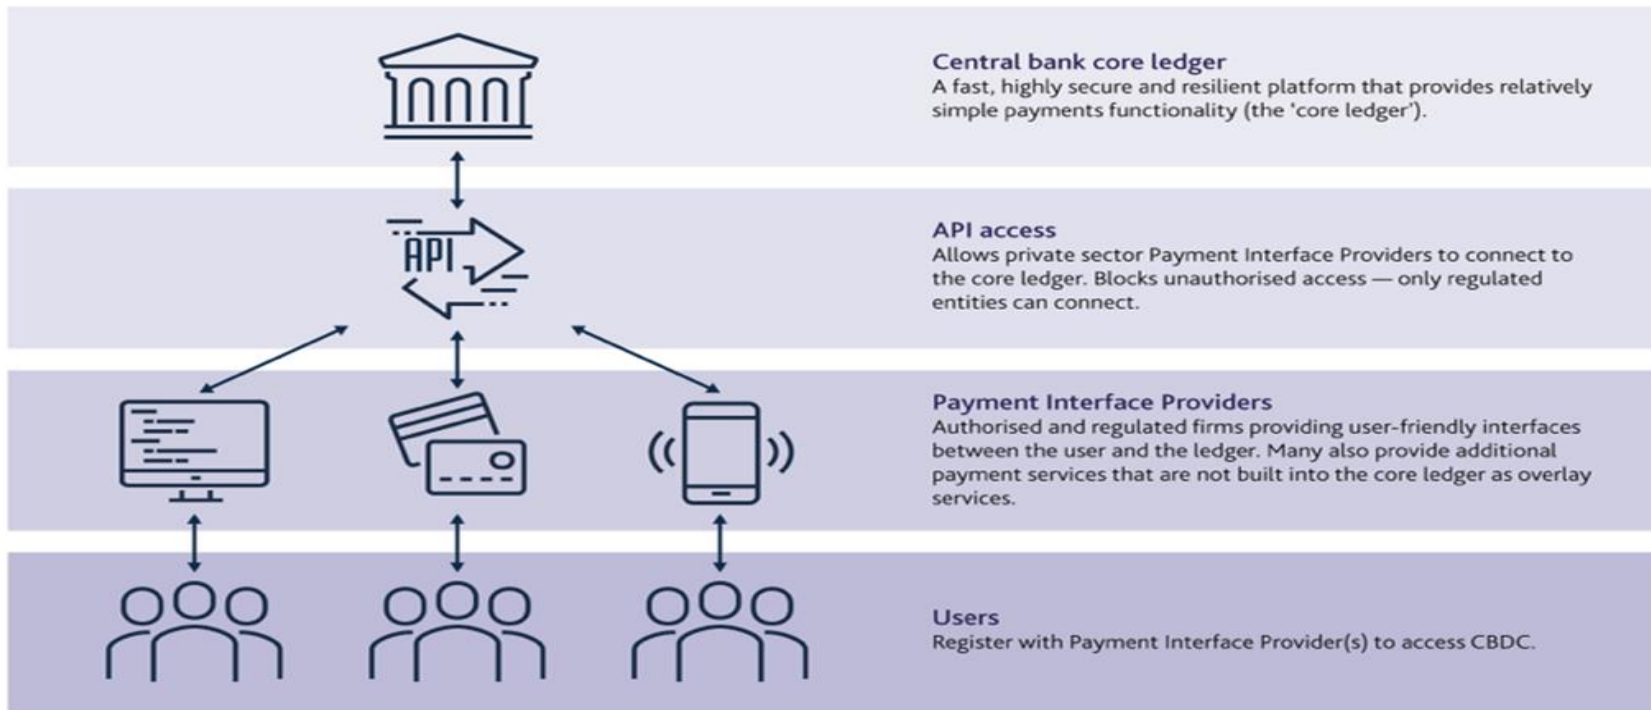 Central bank core ledger
A fast, highly secure and resilient platform that provides relatively
simple payments functionality (the ‘core ledger’).
API
API access
Allows private sector Payment Interface Providers to connect to
the core ledger. Blocks unauthorised access — only regulated
entities can connect.
Payment Interface Providers
Authorised and regulated firms providing user-friendly interfaces
between the user and the ledger. Many also provide additional
payment services that are not built into the core ledger as overlay
services.
Users
Register with Payment Interface Provider(s) to access CBDC.